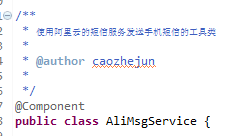 /**
* 使用阿里云的短信服务发送手机短信的工具类
*
* @author caozhejun
*
*/
@Component
public class AliMsgService {